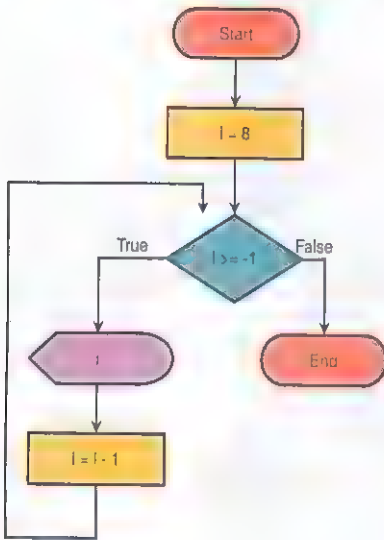 Start
I = 8
True
False
I >= -1
I
End
I = I - 1